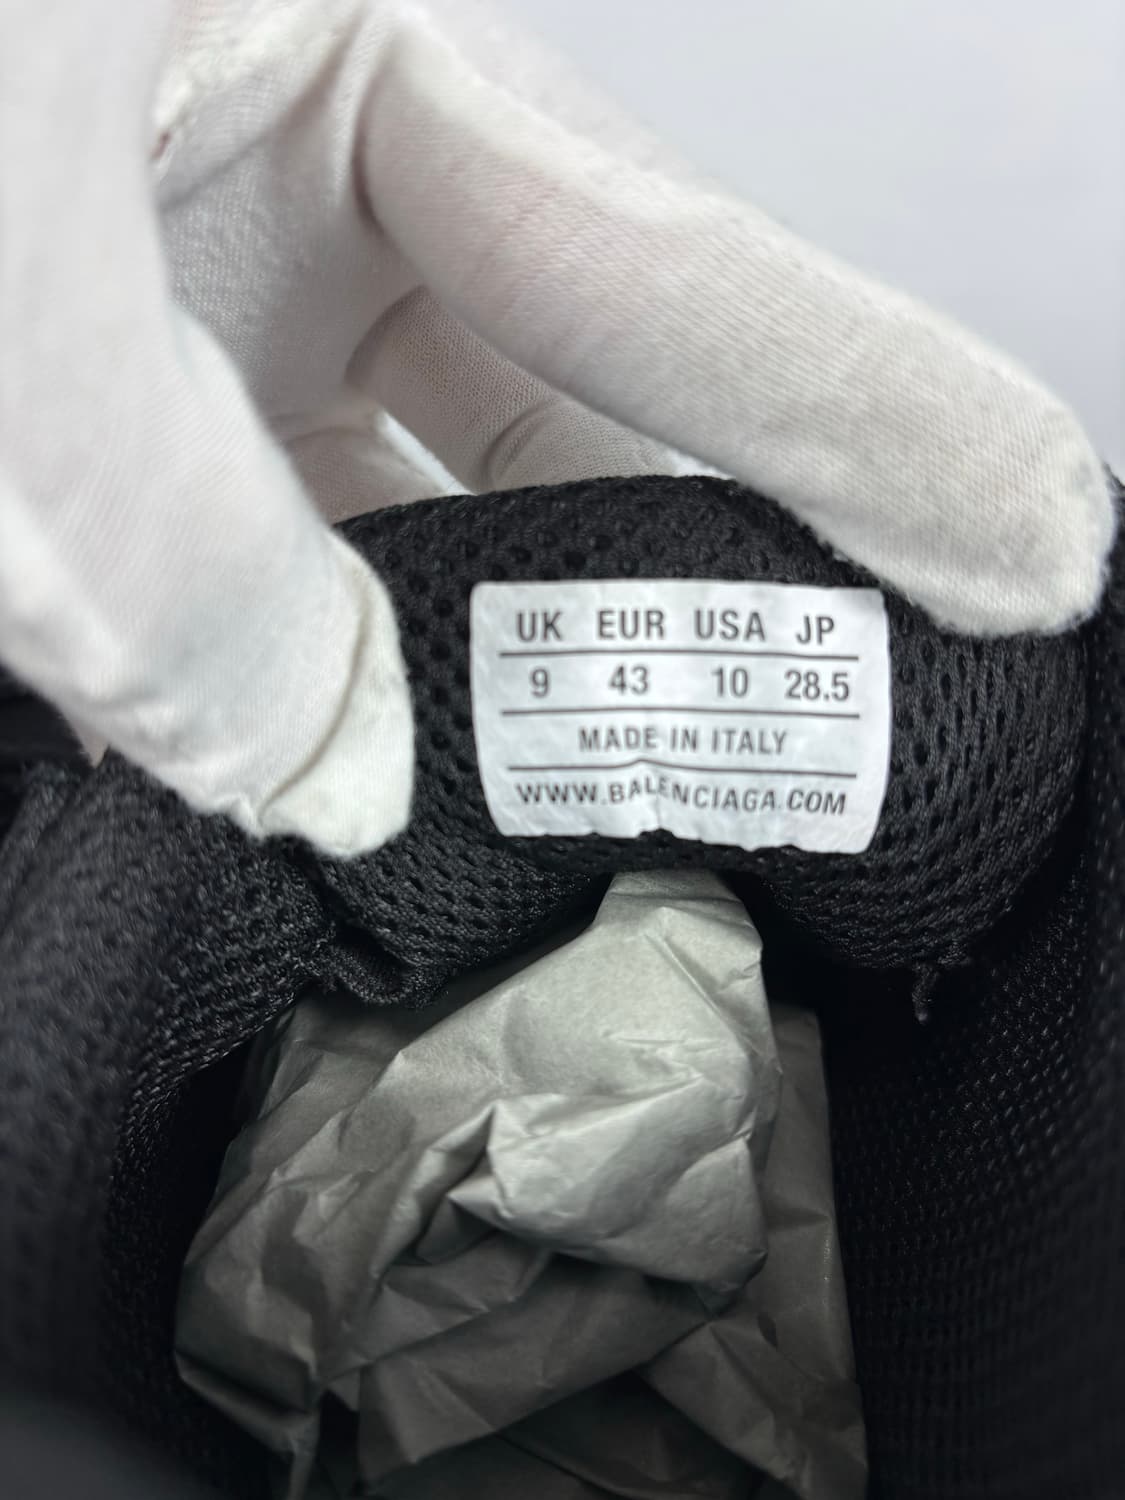 UK EUR USA JP
9 43 10 28.5
MADE IN ITALY
WWW.BALENCIAGA.COM